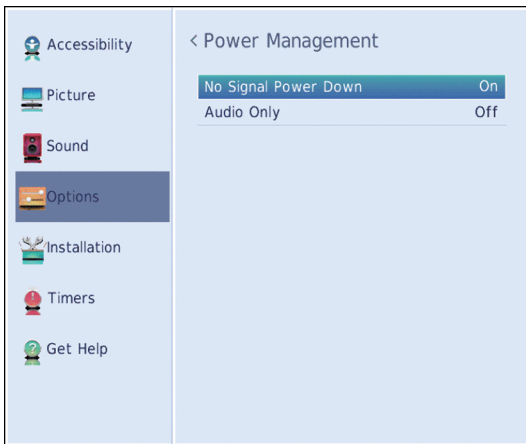 Accessibility
Picture
Sound
Options
Installation
Timers
Get Help
< Power Management
No Signal Power Down On
Audio Only Off